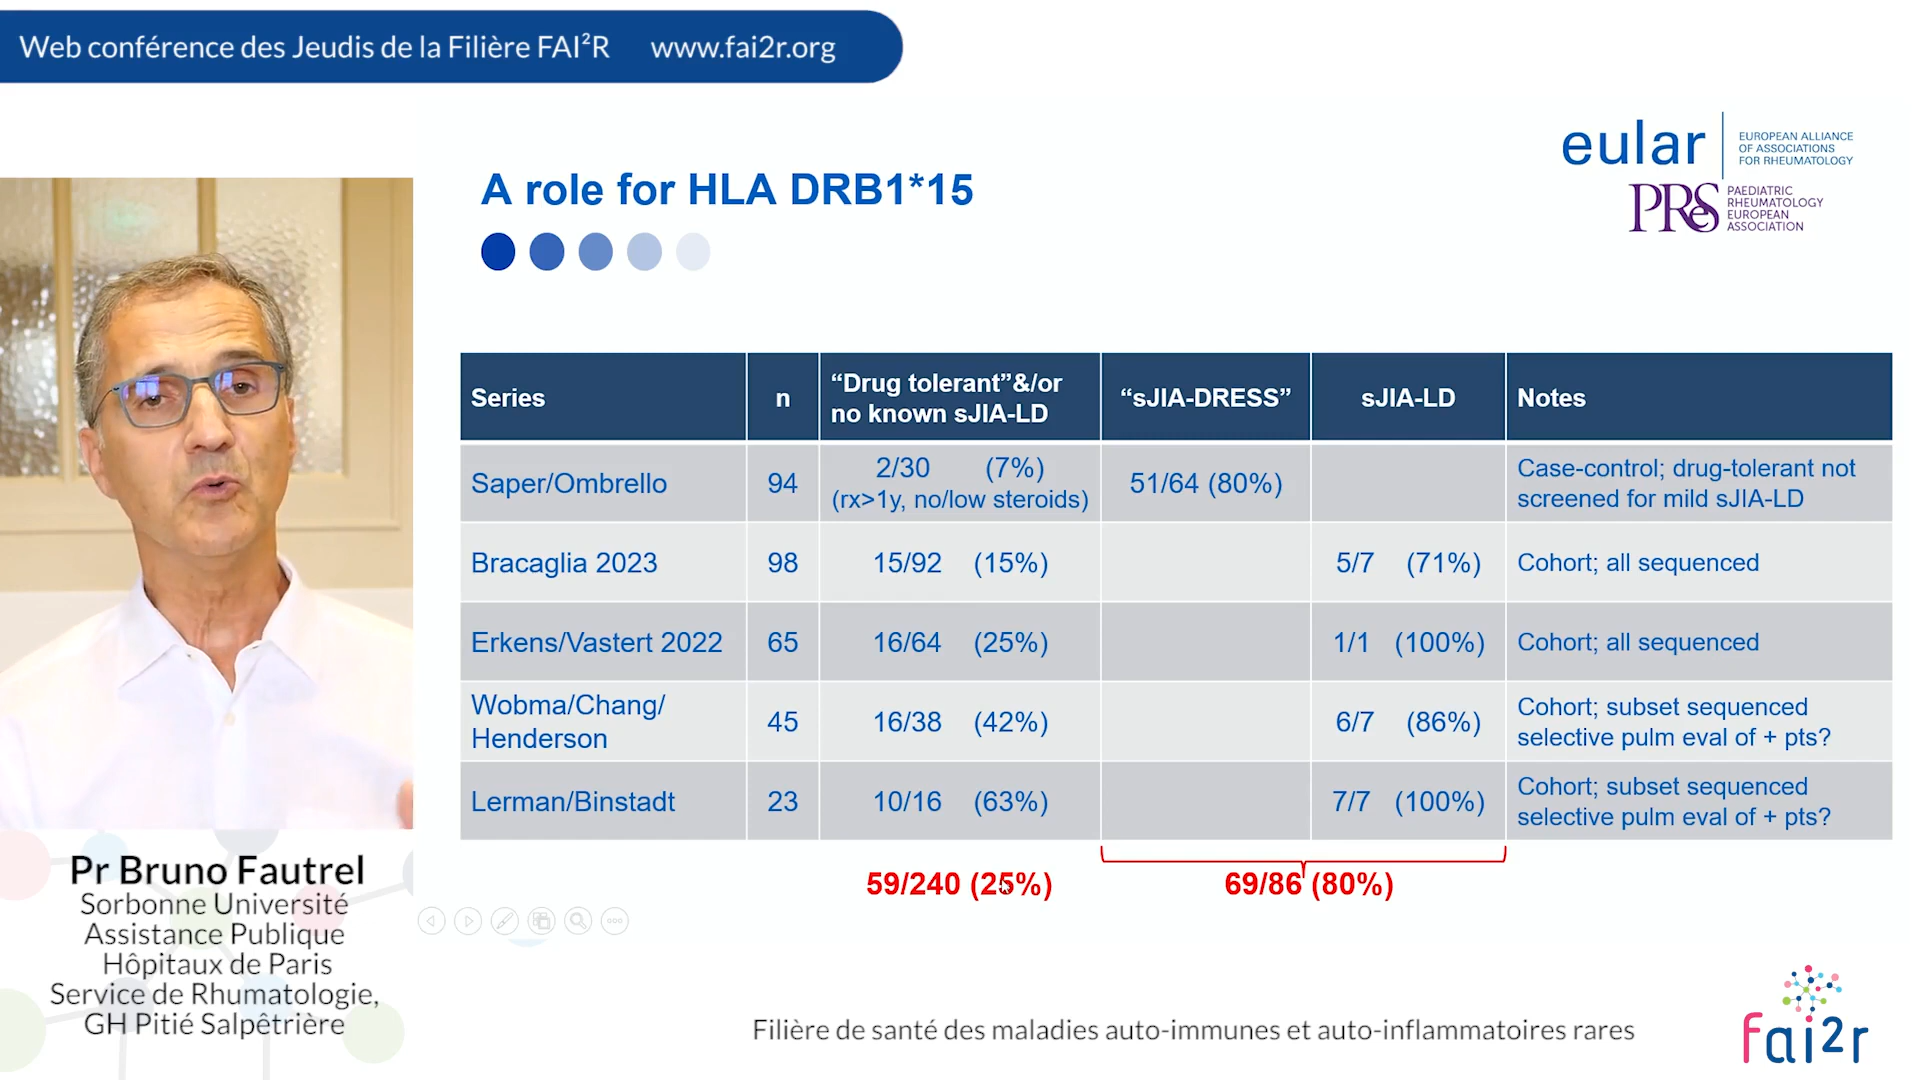 Web conférence des Jeudis de la Filière FAI²R www.fai2r.org
eular
EUROPEAN ALLIANCE
OF ASSOCIATIONS
FOR RHEUMATOLOGY
PReS
PAEDIATRIC
RHEUMATOLOGY
EUROPEAN
ASSOCIATION
A role for HLA DRB1*15
Series n “Drug tolerant”&/or no known sJIA-LD “sJIA-DRESS” sJIA-LD Notes
Saper/Ombrello 94 2/30 (7%) (rx>1y, no/low steroids) 51/64 (80%) Case-control; drug-tolerant not screened for mild sJIA-LD
Bracaglia 2023 98 15/92 (15%) 5/7 (71%) Cohort; all sequenced
Erkens/Vastert 2022 65 16/64 (25%) 1/1 (100%) Cohort; all sequenced
Wobma/Chang/ Henderson 45 16/38 (42%) 6/7 (86%) Cohort; subset sequenced selective pulm eval of + pts?
Lerman/Binstadt 23 10/16 (63%) 7/7 (100%) Cohort; subset sequenced selective pulm eval of + pts?
59/240 (25%) 69/86 (80%)
Pr Bruno Fautrel
Sorbonne Université
Assistance Publique
Hôpitaux de Paris
Service de Rhumatologie,
GH Pitié Salpêtrière
Filière de santé des maladies auto-immunes et auto-inflammatoires rares
fai2r